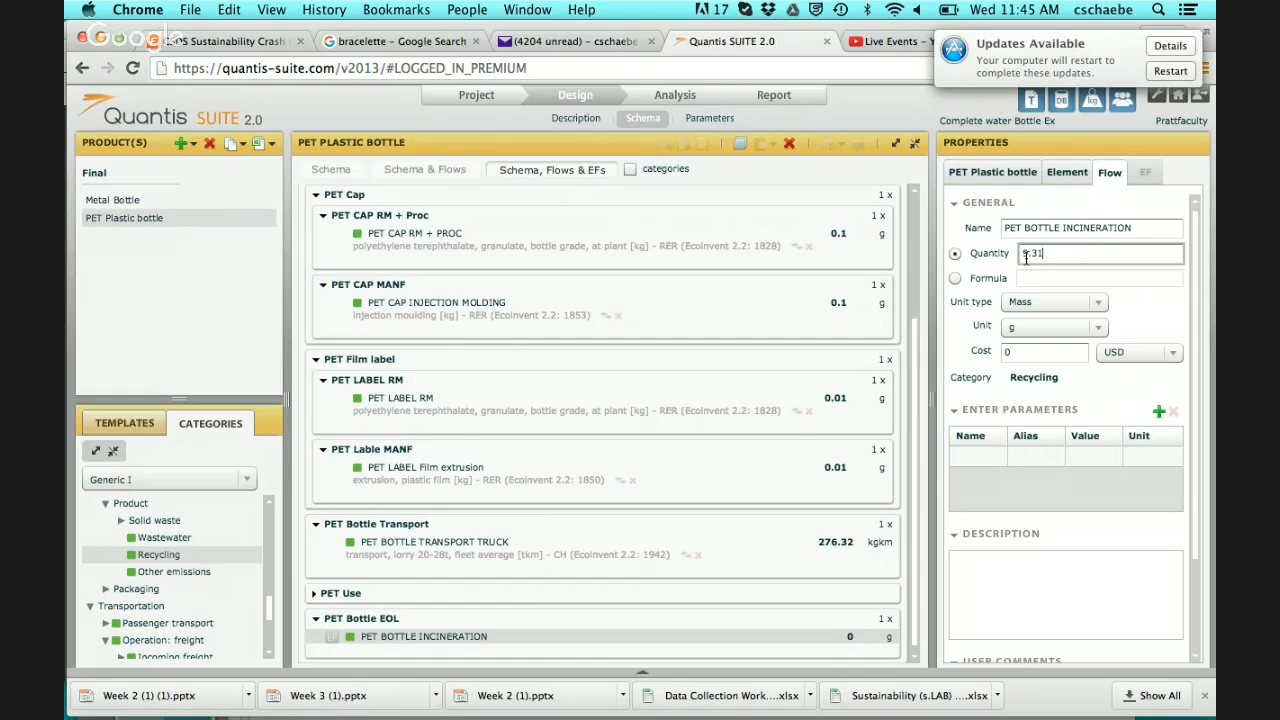 Chrome File Edit View History Bookmarks People Window Help 17 Wed 11:45 AM cschaebe
Google
Sustainability Crash
bracelette - Google Search
(4204 unread) - cschaebe
Quantis SUITE 2.0
Live Events - Y
https://quantis-suite.com/v2013/#LOGGED_IN_PREMIUM
Updates Available
Your computer will restart to
complete these updates.
Details
Restart
Quantis SUITE 2.0
Project Design Analysis Report
Description Schema Parameters
T DB kg
Complete water Bottle Ex Prattfaculty
PRODUCT(S)
Final
Metal Bottle
PET Plastic bottle
TEMPLATES CATEGORIES
Generic I
Product
Solid waste
Wastewater
Recycling
Other emissions
Packaging
Transportation
Passenger transport
Operation: freight
Incoming freight
PET PLASTIC BOTTLE
Schema Schema & Flows Schema, Flows & EFs categories
PET Cap 1 x
PET CAP RM + Proc 1 x
PET CAP RM + PROC 0.1 g
polyethylene terephthalate, granulate, bottle grade, at plant [kg] - RER (Ecoinvent 2.2: 1828)
PET CAP MANF 1 x
PET CAP INJECTION MOLDING 0.1 g
injection moulding [kg] - RER (Ecoinvent 2.2: 1853)
PET Film label 1 x
PET LABEL RM 1 x
PET LABEL RM 0.01 g
polyethylene terephthalate, granulate, bottle grade, at plant [kg] - RER (Ecoinvent 2.2: 1828)
PET Lable MANF 1 x
PET LABEL Film extrusion 0.01 g
extrusion, plastic film [kg] - RER (Ecoinvent 2.2: 1850)
PET Bottle Transport 1 x
PET BOTTLE TRANSPORT TRUCK 276.32 kgkm
transport, lorry 20-28t, fleet average [tkm] - CH (Ecoinvent 2.2: 1942)
PET Use 1 x
PET Bottle EOL 1 x
EF PET BOTTLE INCINERATION 0 g
PROPERTIES
PET Plastic bottle Element Flow EF
GENERAL
Name PET BOTTLE INCINERATION
Quantity
Formula
Unit type Mass
Unit g
Cost 0 USD
Category Recycling
ENTER PARAMETERS
Name Alias Value Unit
DESCRIPTION
USER COMMENTS
Week 2 (1) (1).pptx
Week 3 (1).pptx
Week 2 (1).pptx
Data Collection Work....xlsx
Sustainability (s.LAB) ....xlsx
Show All